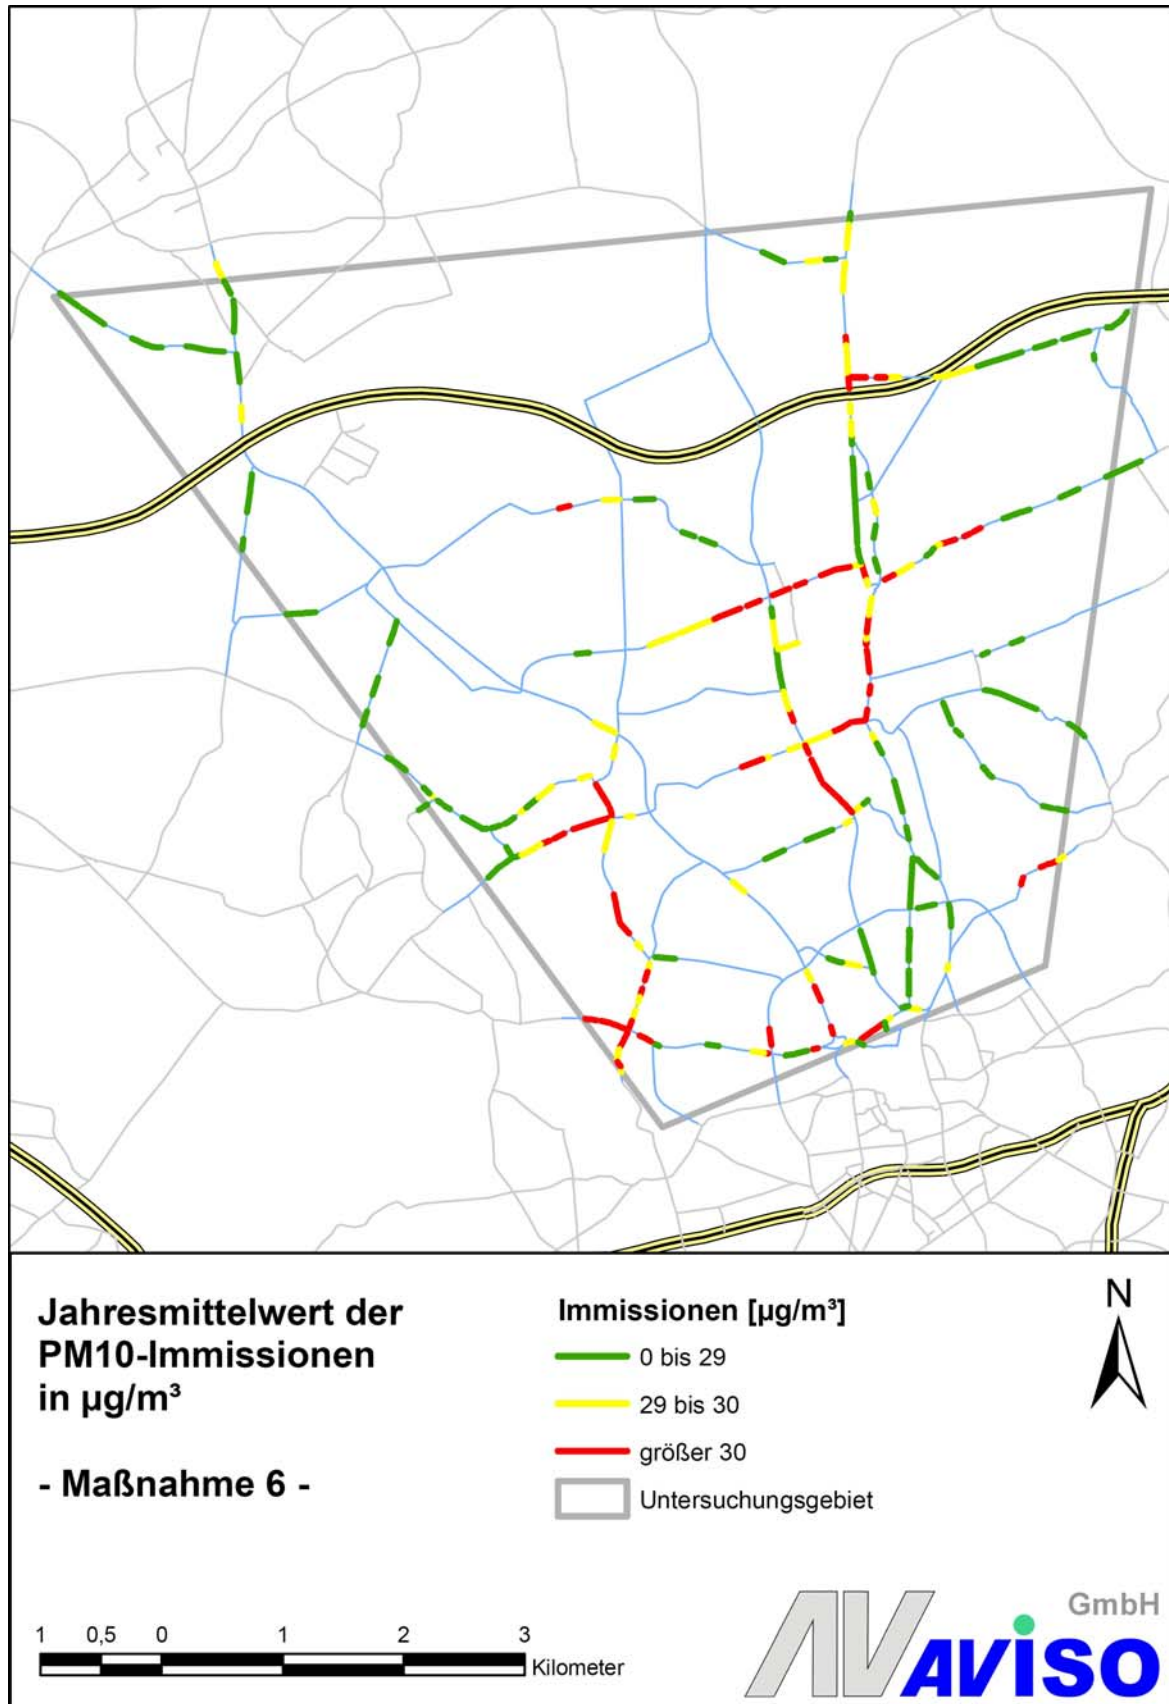 Jahresmittelwert der
PM10-Immissionen
in µg/m³
- Maßnahme 6 -
Immissionen [µg/m³]
0 bis 29
29 bis 30
größer 30
Untersuchungsgebiet
N
1 0,5 0 1 2 3
Kilometer
GmbH
AVISO